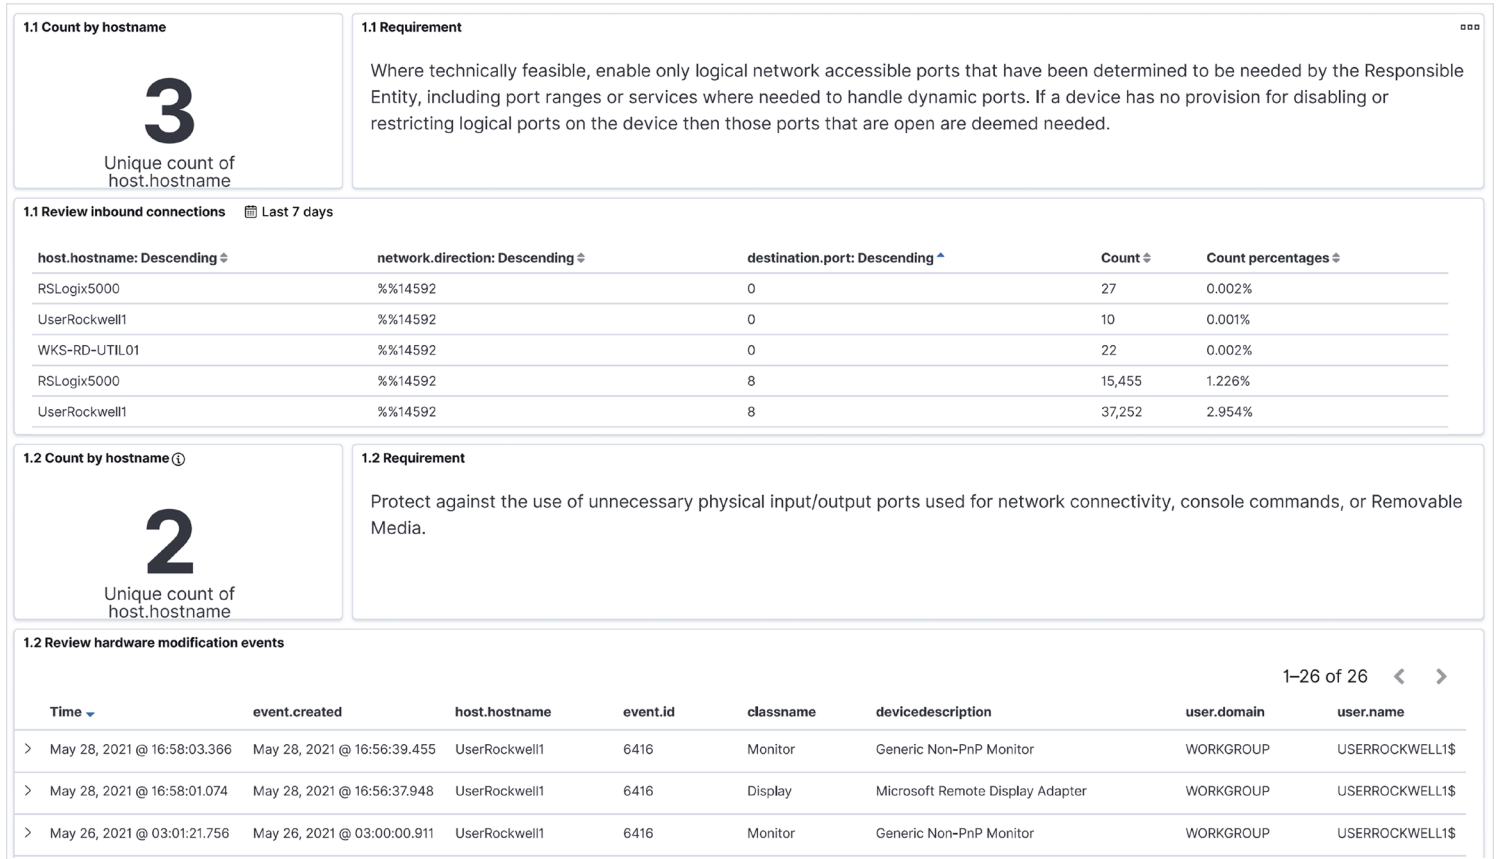 1.1 Count by hostname
3
Unique count of
host.hostname
1.1 Requirement
Where technically feasible, enable only logical network accessible ports that have been determined to be needed by the Responsible
Entity, including port ranges or services where needed to handle dynamic ports. If a device has no provision for disabling or
restricting logical ports on the device then those ports that are open are deemed needed.
1.1 Review inbound connections Last 7 days
host.hostname: Descending network.direction: Descending destination.port: Descending Count Count percentages
RSLogix5000 %%14592 0 27 0.002%
UserRockwell1 %%14592 0 10 0.001%
WKS-RD-UTIL01 %%14592 0 22 0.002%
RSLogix5000 %%14592 8 15,455 1.226%
UserRockwell1 %%14592 8 37,252 2.954%
1.2 Count by hostname
2
Unique count of
host.hostname
1.2 Requirement
Protect against the use of unnecessary physical input/output ports used for network connectivity, console commands, or Removable
Media.
1.2 Review hardware modification events
1–26 of 26
Time event.created host.hostname event.id classname devicedescription user.domain user.name
May 28, 2021 @ 16:58:03.366 May 28, 2021 @ 16:56:39.455 UserRockwell1 6416 Monitor Generic Non-PnP Monitor WORKGROUP USERROCKWELL1$
May 28, 2021 @ 16:58:01.074 May 28, 2021 @ 16:56:37.948 UserRockwell1 6416 Display Microsoft Remote Display Adapter WORKGROUP USERROCKWELL1$
May 26, 2021 @ 03:01:21.756 May 26, 2021 @ 03:00:00.911 UserRockwell1 6416 Monitor Generic Non-PnP Monitor WORKGROUP USERROCKWELL1$